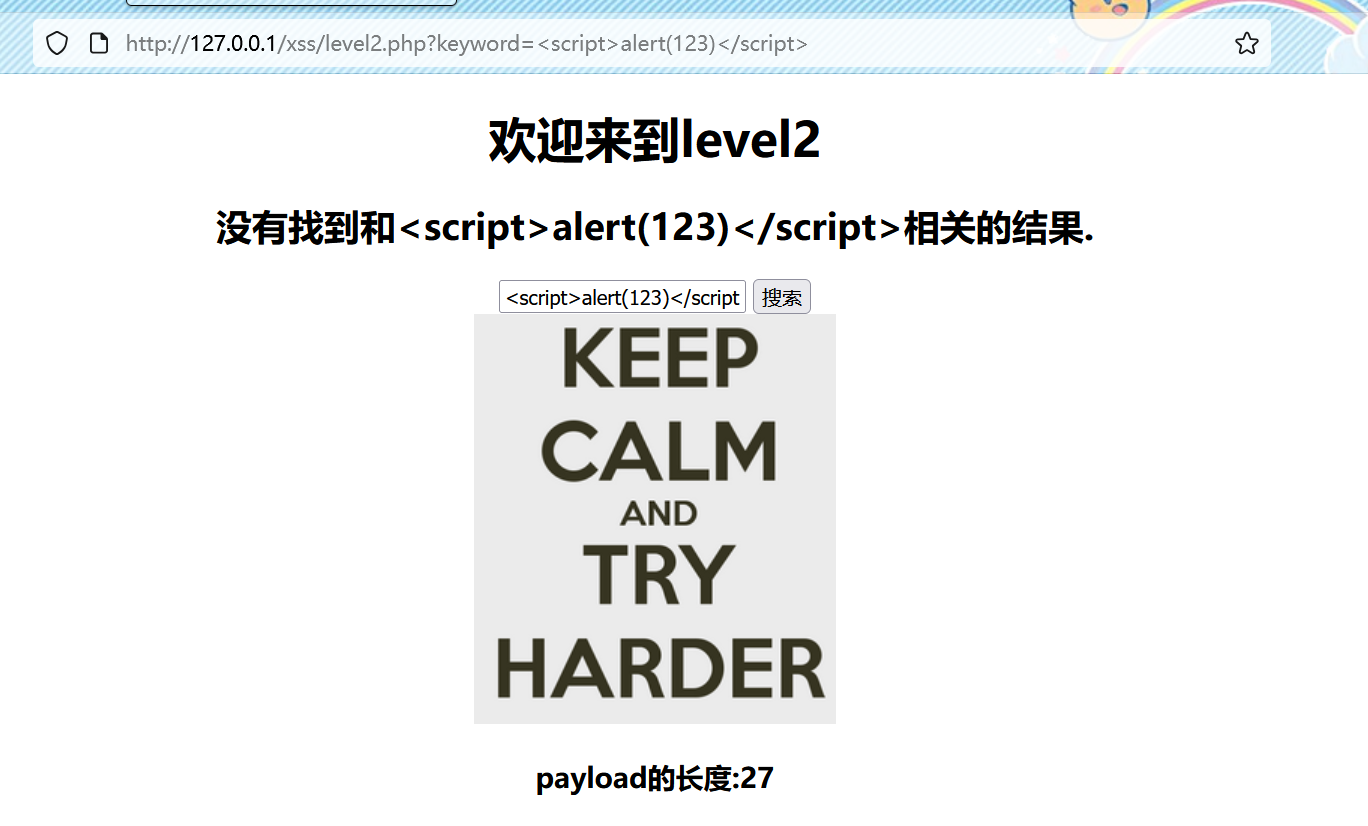 http://127.0.0.1/xss/level2.php?keyword=<script>alert(123)</script>
欢迎来到level2
没有找到和<script>alert(123)</script>相关的结果.
<script>alert(123)</script 搜索
KEEP
CALM
AND
TRY
HARDER
payload的长度:27